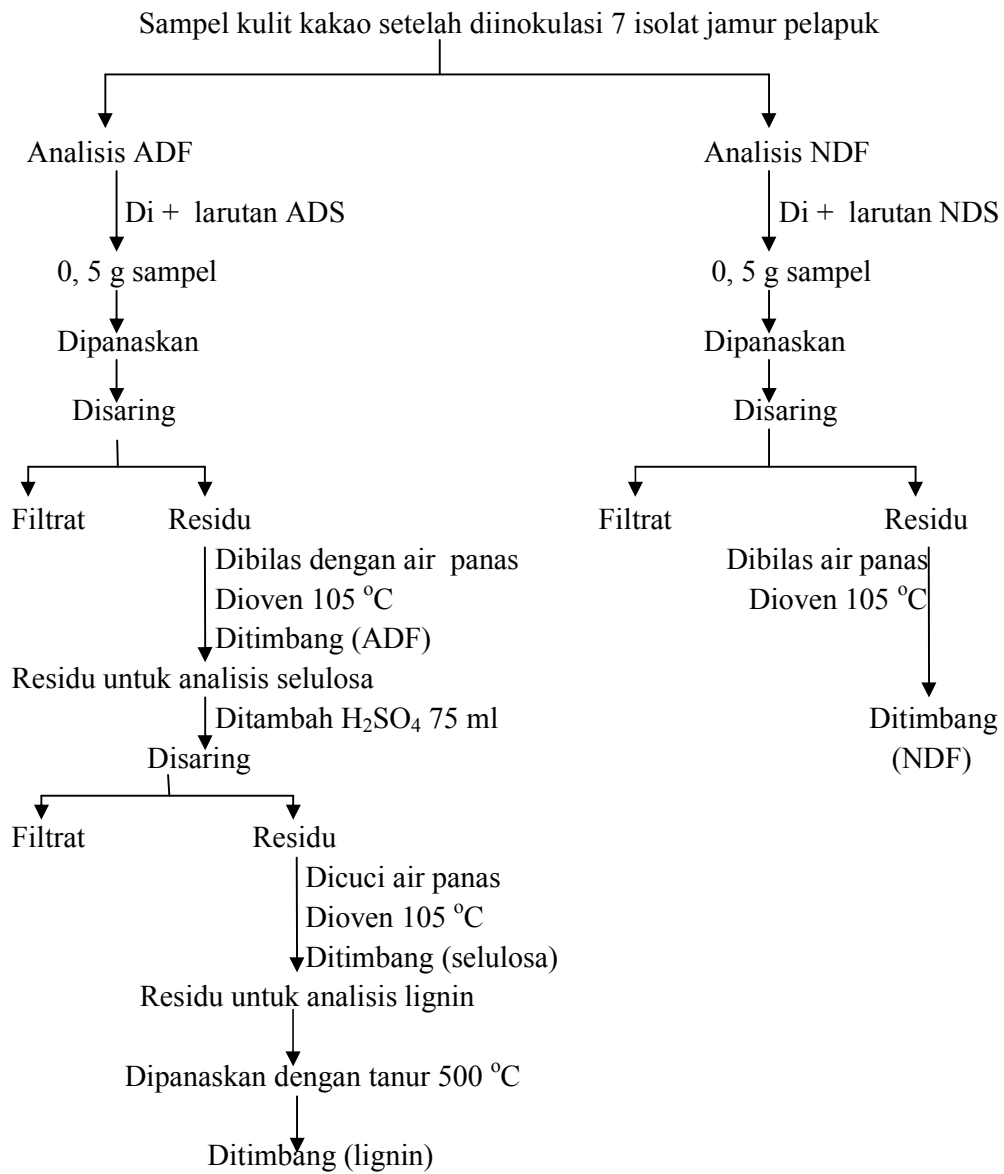 Sampel kulit kakao setelah diinokulasi 7 isolat jamur pelapuk
Analisis ADF
Di + larutan ADS
0, 5 g sampel
Dipanaskan
Disaring
Filtrat
Residu
Dibilas dengan air panas
Dioven 105 °C
Ditimbang (ADF)
Residu untuk analisis selulosa
Ditambah H₂SO₄ 75 ml
Disaring
Filtrat
Residu
Dicuci air panas
Dioven 105 °C
Ditimbang (selulosa)
Residu untuk analisis lignin
Dipanaskan dengan tanur 500 °C
Ditimbang (lignin)
Analisis NDF
Di + larutan NDS
0, 5 g sampel
Dipanaskan
Disaring
Filtrat
Residu
Dibilas air panas
Dioven 105 °C
Ditimbang
(NDF)